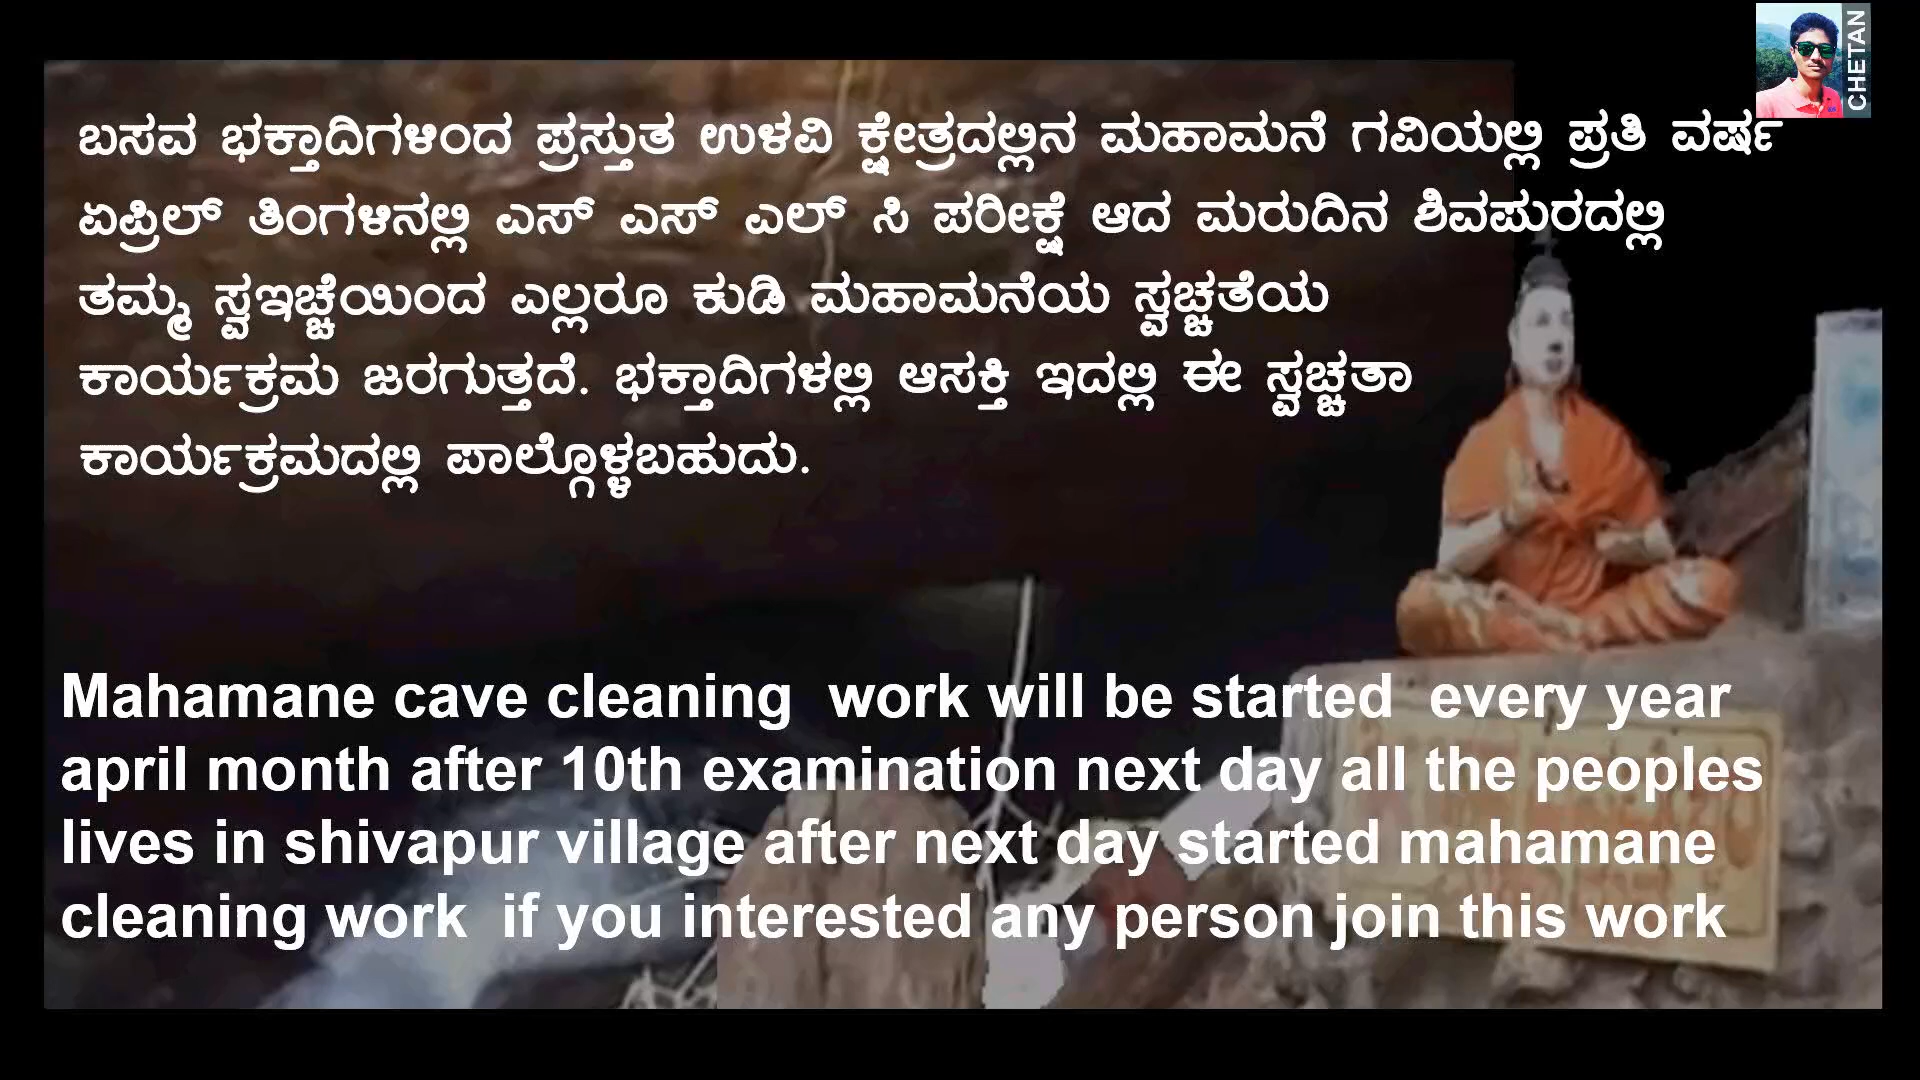 CHETAN
ಬಸವ ಭಕ್ತಾದಿಗಳಿಂದ ಪ್ರಸ್ತುತ ಉಳವಿ ಕ್ಷೇತ್ರದಲ್ಲಿನ ಮಹಾಮನೆ ಗವಿಯಲ್ಲಿ ಪ್ರತಿ ವರ್ಷ
ಏಪ್ರಿಲ್ ತಿಂಗಳಿನಲ್ಲಿ ಎಸ್ ಎಸ್ ಎಲ್ ಸಿ ಪರೀಕ್ಷೆ ಆದ ಮರುದಿನ ಶಿವಪುರದಲ್ಲಿ
ತಮ್ಮ ಸ್ವಇಚ್ಚೆಯಿಂದ ಎಲ್ಲರೂ ಕುಡಿ ಮಹಾಮನೆಯ ಸ್ವಚ್ಚತೆಯ
ಕಾರ್ಯಕ್ರಮ ಜರಗುತ್ತದೆ. ಭಕ್ತಾದಿಗಳಲ್ಲಿ ಆಸಕ್ತಿ ಇದಲ್ಲಿ ಈ ಸ್ವಚ್ಚತಾ
ಕಾರ್ಯಕ್ರಮದಲ್ಲಿ ಪಾಲ್ಗೊಳ್ಳಬಹುದು.
Mahamane cave cleaning  work will be started  every year
april month after 10th examination next day all the peoples
lives in shivapur village after next day started mahamane
cleaning work  if you interested any person join this work